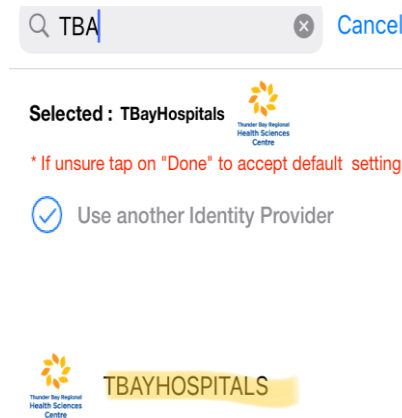 TBA
Cancel
Selected : TBayHospitals
Thunder Bay Regional
Health Sciences
Centre
* If unsure tap on "Done" to accept default setting
Use another Identity Provider
TBAYHOSPITALS
Thunder Bay Regional
Health Sciences
Centre